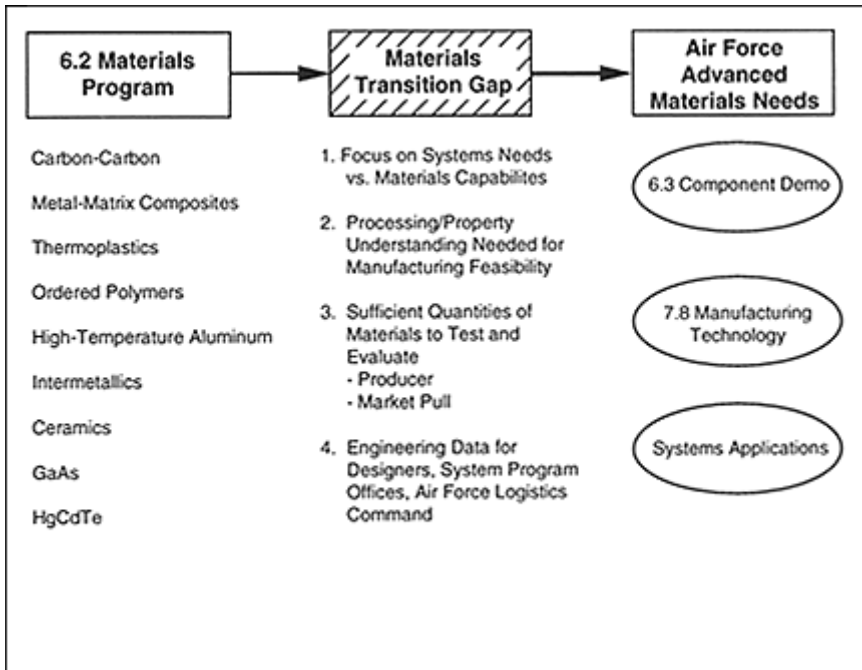 6.2 Materials
Program
Materials
Transition Gap
Air Force
Advanced
Materials Needs
Carbon-Carbon
Metal-Matrix Composites
Thermoplastics
Ordered Polymers
High-Temperature Aluminum
Intermetallics
Ceramics
GaAs
HgCdTe
1. Focus on Systems Needs
vs. Materials Capabilites
2. Processing/Property
Understanding Needed for
Manufacturing Feasibility
3. Sufficient Quantities of
Materials to Test and
Evaluate
- Producer
- Market Pull
4. Engineering Data for
Designers, System Program
Offices, Air Force Logistics
Command
6.3 Component Demo
7.8 Manufacturing
Technology
Systems Applications